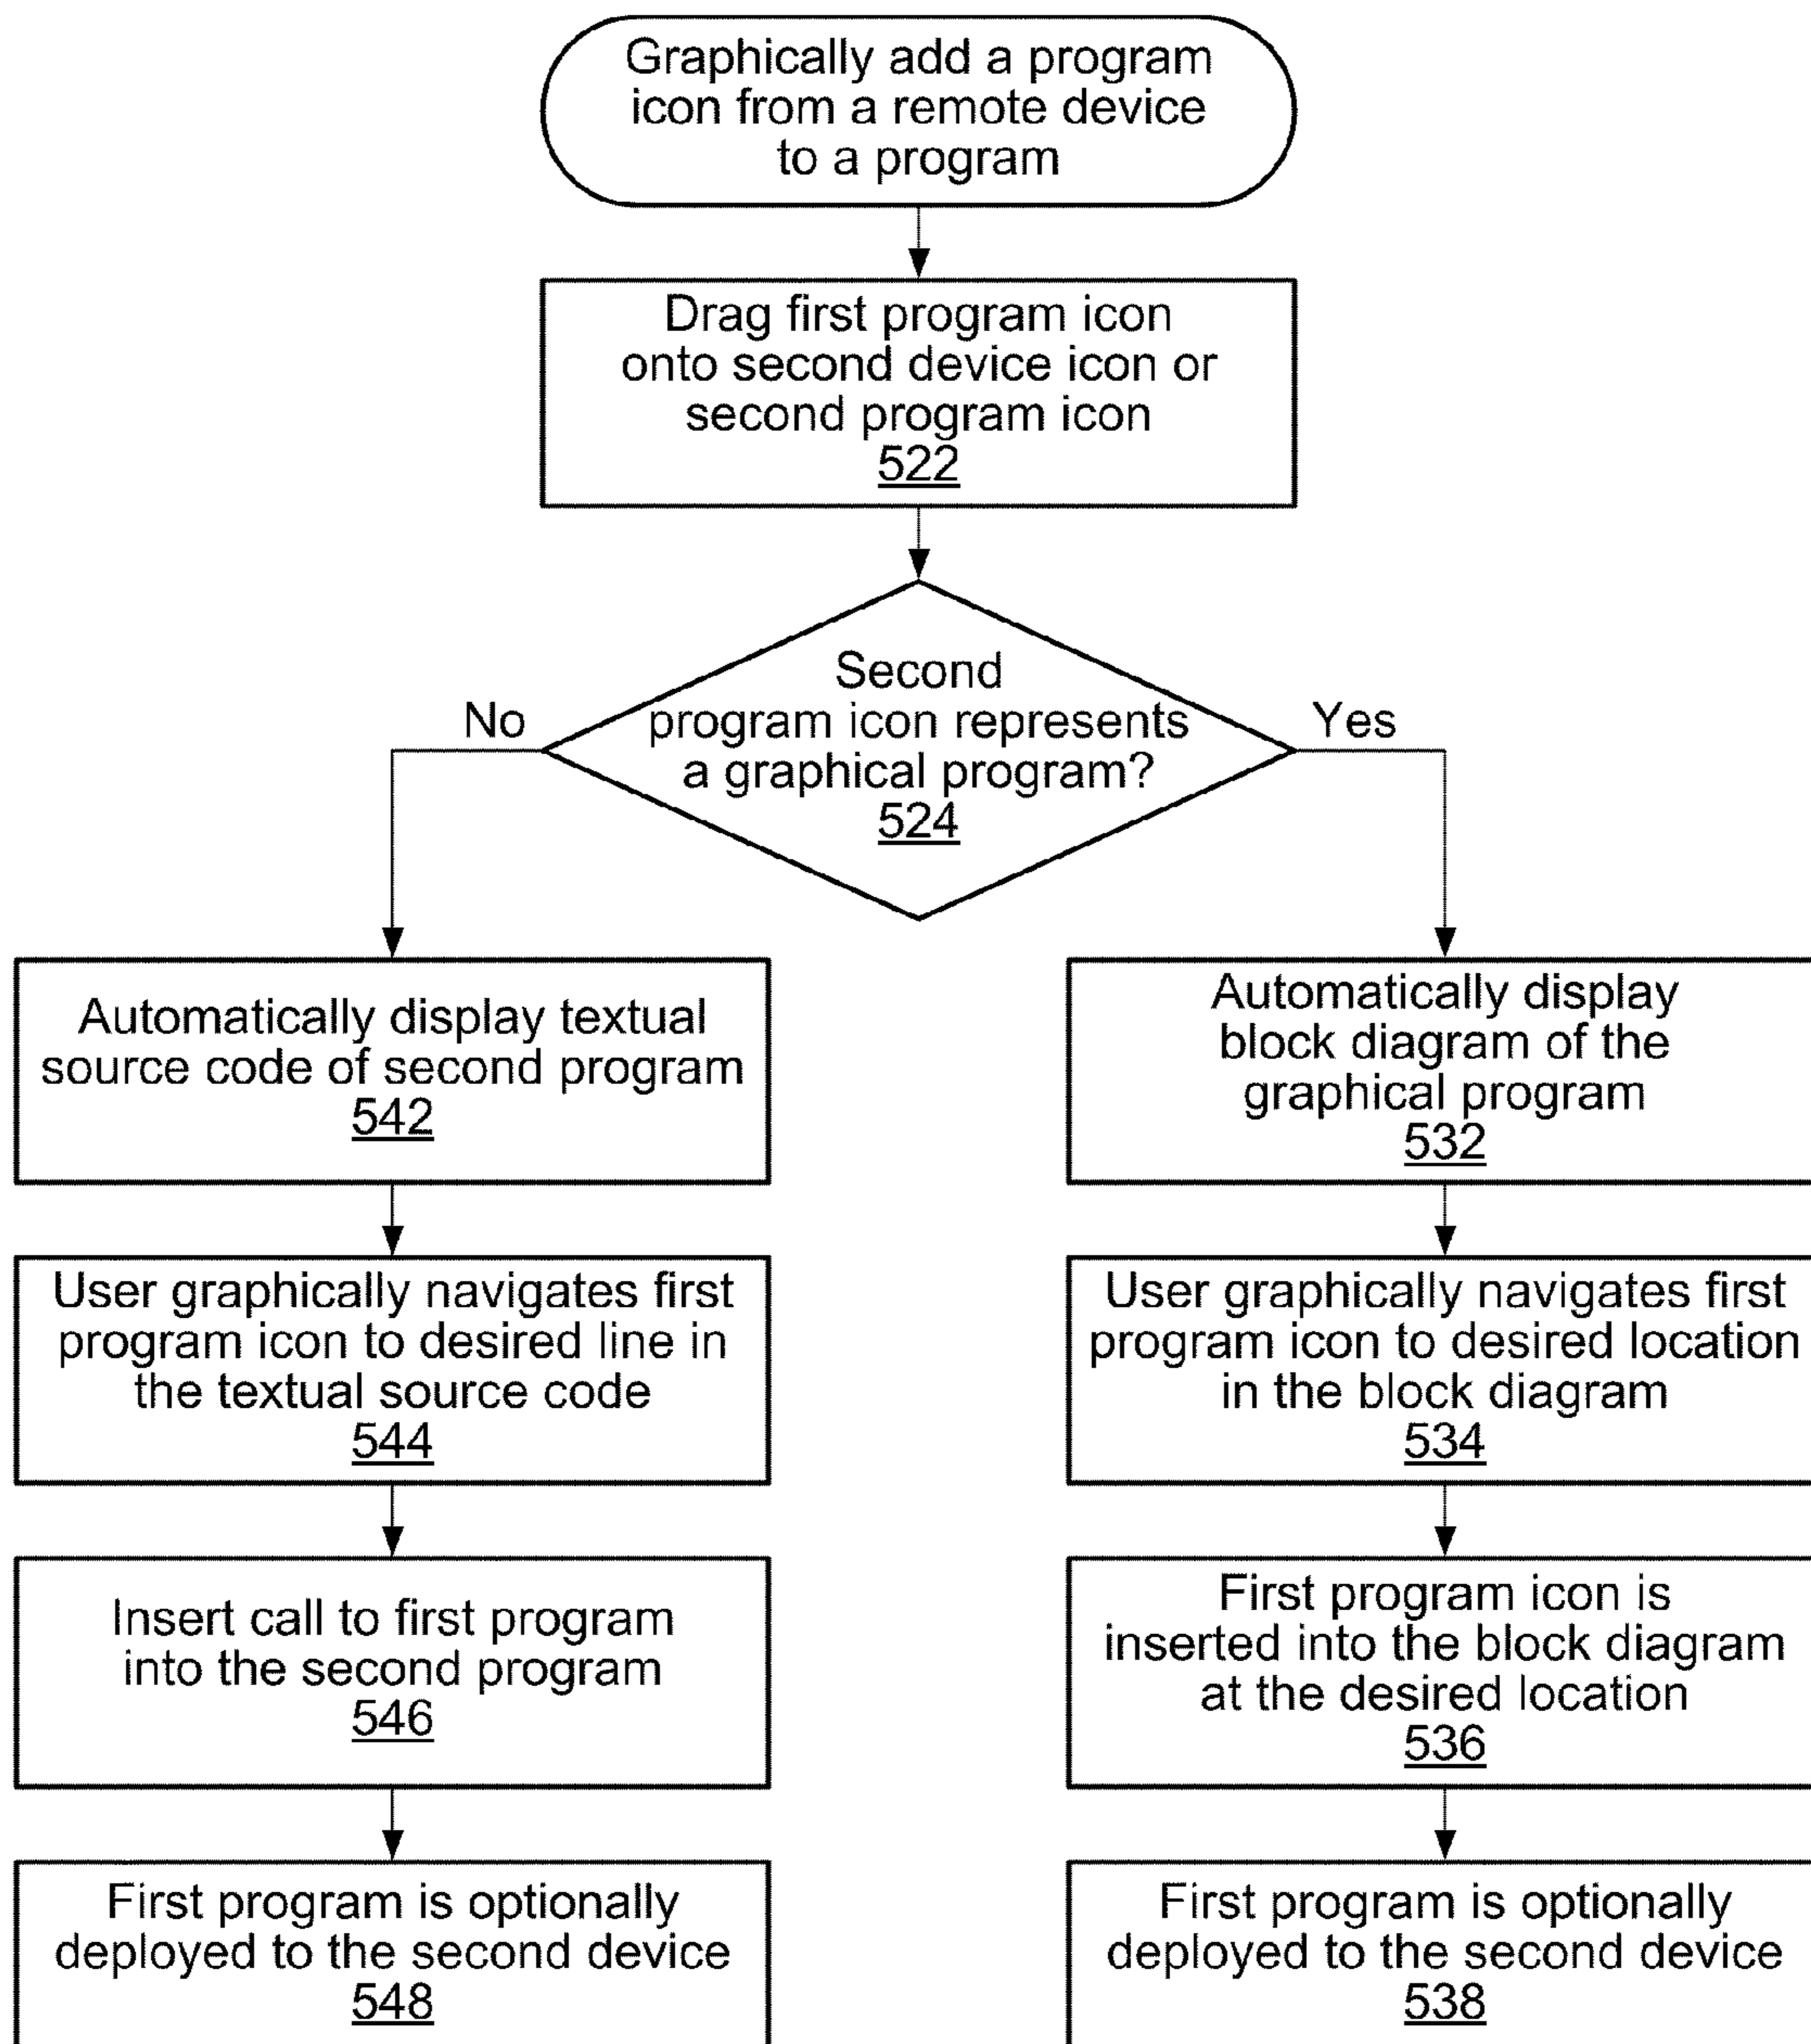 Graphically add a program
icon from a remote device
to a program
Drag first program icon
onto second device icon or
second program icon
522
Second
program icon represents
a graphical program?
524
No
Yes
Automatically display textual
source code of second program
542
User graphically navigates first
program icon to desired line in
the textual source code
544
Insert call to first program
into the second program
546
First program is optionally
deployed to the second device
548
Automatically display
block diagram of the
graphical program
532
User graphically navigates first
program icon to desired location
in the block diagram
534
First program icon is
inserted into the block diagram
at the desired location
536
First program is optionally
deployed to the second device
538